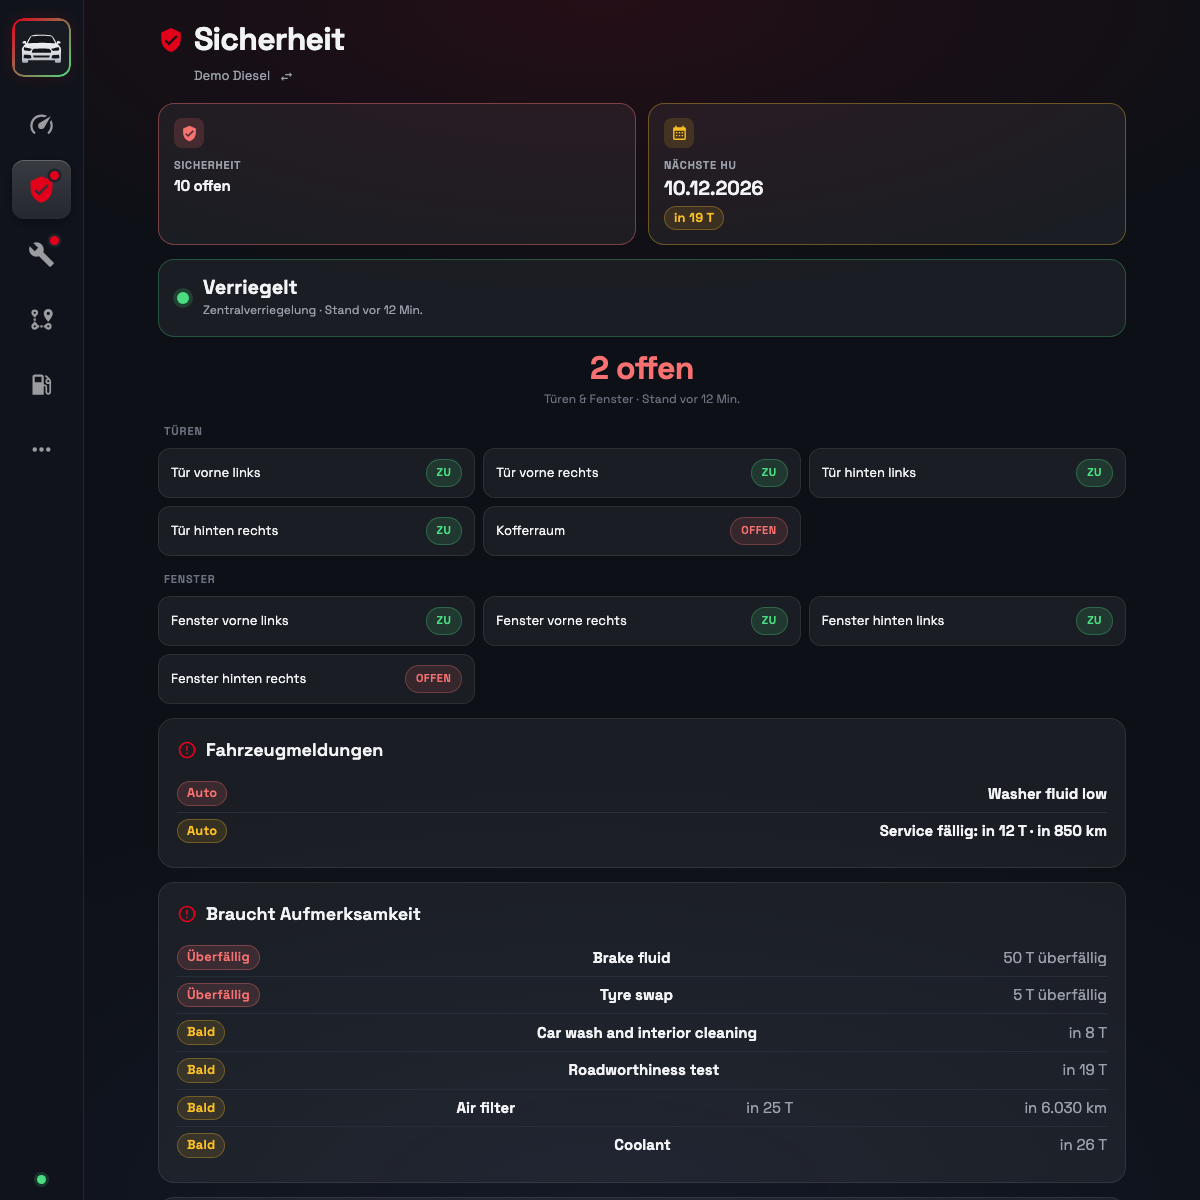 Sicherheit
Demo Diesel
SICHERHEIT
10 offen
NÄCHSTE HU
10.12.2026
in 19 T
Verriegelt
Zentralverriegelung · Stand vor 12 Min.
2 offen
Türen & Fenster · Stand vor 12 Min.
TÜREN
Tür vorne links ZU
Tür vorne rechts ZU
Tür hinten links ZU
Tür hinten rechts ZU
Kofferraum OFFEN
FENSTER
Fenster vorne links ZU
Fenster vorne rechts ZU
Fenster hinten links ZU
Fenster hinten rechts OFFEN
Fahrzeugmeldungen
Auto Washer fluid low
Auto Service fällig: in 12 T · in 850 km
Braucht Aufmerksamkeit
Überfällig Brake fluid 50 T überfällig
Überfällig Tyre swap 5 T überfällig
Bald Car wash and interior cleaning in 8 T
Bald Roadworthiness test in 19 T
Bald Air filter in 25 T in 6.030 km
Bald Coolant in 26 T